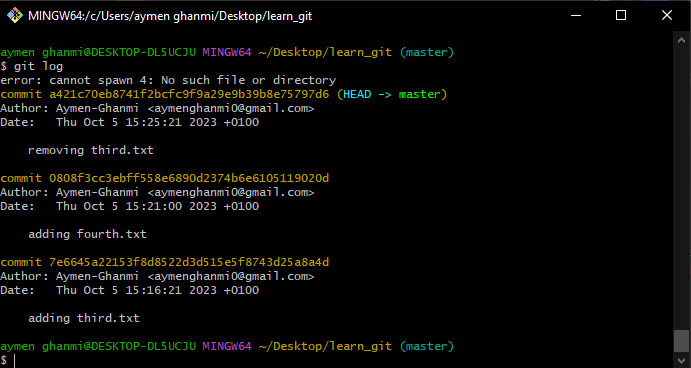 MINGW64:/c/Users/aymen ghanmi/Desktop/learn_git
aymen ghanmi@DESKTOP-DL5UCJU MINGW64 ~/Desktop/learn_git (master)
$ git log
error: cannot spawn 4: No such file or directory
commit a421c70eb8741f2bcfc9f9a29e9b39b8e75797d6 (HEAD -> master)
Author: Aymen-Ghanmi <aymenghanmi0@gmail.com>
Date:   Thu Oct 5 15:25:21 2023 +0100
    removing third.txt
commit 0808f3cc3ebff558e6890d2374b6e6105119020d
Author: Aymen-Ghanmi <aymenghanmi0@gmail.com>
Date:   Thu Oct 5 15:21:00 2023 +0100
    adding fourth.txt
commit 7e6645a22153f8d8522d3d515e5f8743d25a8a4d
Author: Aymen-Ghanmi <aymenghanmi0@gmail.com>
Date:   Thu Oct 5 15:16:21 2023 +0100
    adding third.txt
aymen ghanmi@DESKTOP-DL5UCJU MINGW64 ~/Desktop/learn_git (master)
$